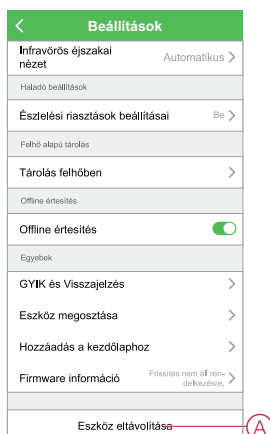 Beállítások
Infravörös éjszakai
nézet
Automatikus
Haladó beállítások
Észlelési riasztások beállításai
Be
Felhő alapú tárolás
Tárolás felhőben
Offline értesítés
Offline értesítés
Egyebek
GYIK és Visszajelzés
Eszköz megosztása
Hozzáadás a kezdőlaphoz
Firmware információ
Frissítés nem áll ren-
delkezésre.
Eszköz eltávolítása
A